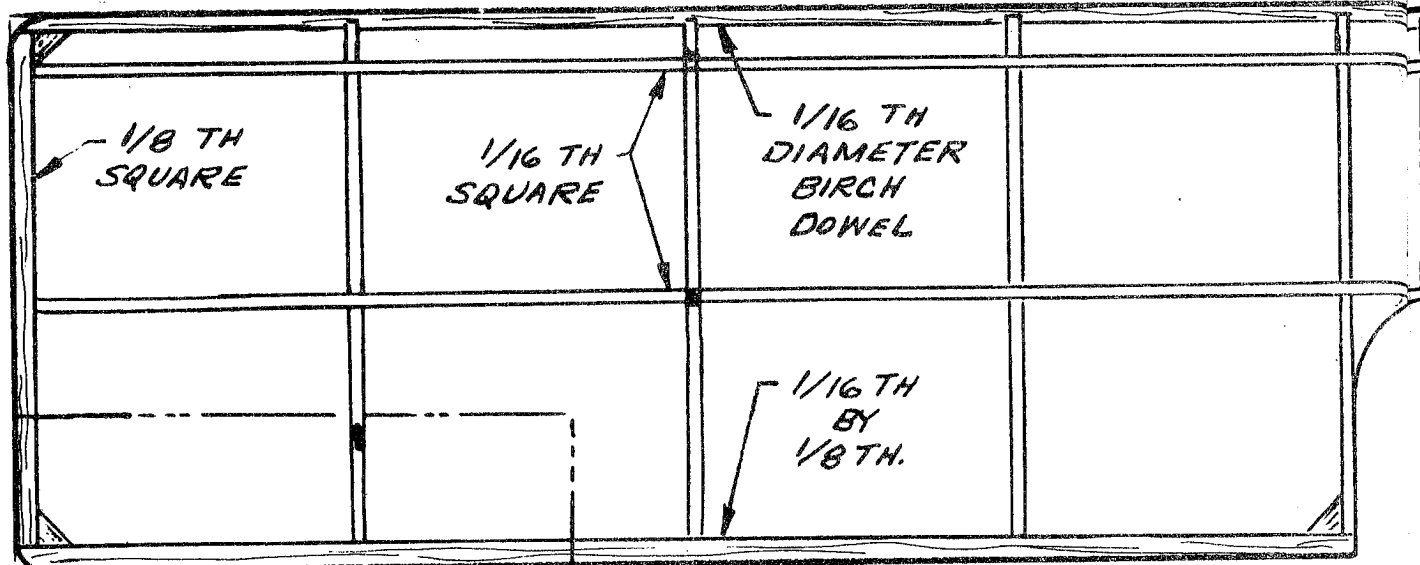 1/8 TH
SQUARE
1/16 TH
SQUARE
1/16 TH
DIAMETER
BIRCH
DOWEL
1/16 TH
BY
1/8 TH.